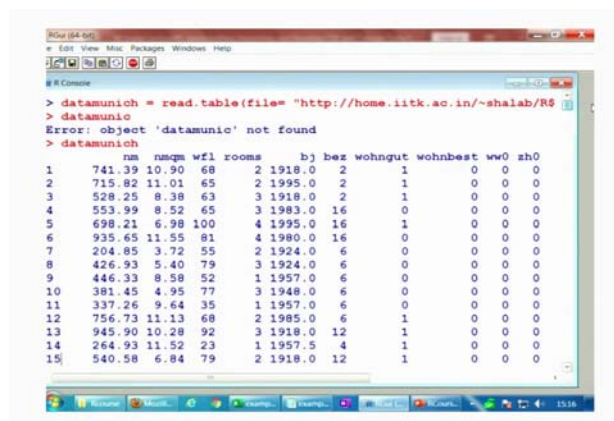 RGui (64-bit)
e Edit View Misc Packages Windows Help
R Console
> datamunich = read.table(file= "http://home.iitk.ac.in/~shalab/R$
> datamunic
Error: object 'datamunic' not found
> datamunich
nm nmqm wfl rooms bj bez wohngut wohnbest ww0 zh0
1 741.39 10.90 68 2 1918.0 2 1 0 0 0
2 715.82 11.01 65 2 1995.0 2 1 0 0 0
3 528.25 8.38 63 3 1918.0 2 1 0 0 0
4 553.99 8.52 65 3 1983.0 16 0 0 0 0
5 698.21 6.98 100 4 1995.0 16 1 0 0 0
6 935.65 11.55 81 4 1980.0 16 0 0 0 0
7 204.85 3.72 55 2 1924.0 6 0 0 0 0
8 426.93 5.40 79 3 1924.0 6 0 0 0 0
9 446.33 8.58 52 1 1957.0 6 0 0 0 0
10 381.45 4.95 77 3 1948.0 6 0 0 0 0
11 337.26 9.64 35 1 1957.0 6 0 0 0 0
12 756.73 11.13 68 2 1985.0 6 1 0 0 0
13 945.90 10.28 92 3 1918.0 12 1 0 0 0
14 264.93 11.52 23 1 1957.5 4 1 0 0 0
15 540.58 6.84 79 2 1918.0 12 1 0 0 0
Rcourse Mozill... examp... examp... RCours... 15:16